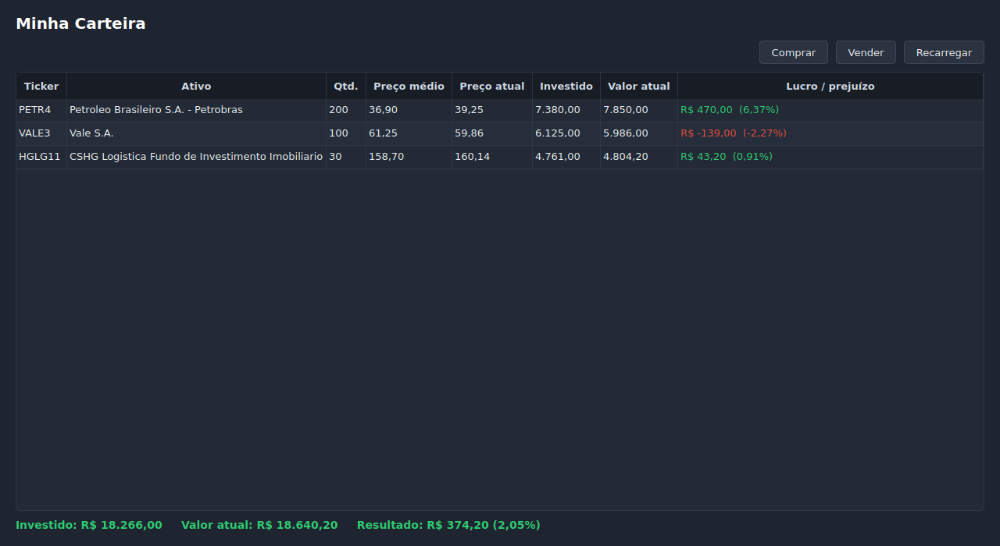 Minha Carteira
Comprar Vender Recarregar
Ticker Ativo Qtd. Preço médio Preço atual Investido Valor atual Lucro / prejuízo
PETR4 Petroleo Brasileiro S.A. - Petrobras 200 36,90 39,25 7.380,00 7.850,00 R$ 470,00 (6,37%)
VALE3 Vale S.A. 100 61,25 59,86 6.125,00 5.986,00 R$ -139,00 (-2,27%)
HGLG11 CSHG Logistica Fundo de Investimento Imobiliario 30 158,70 160,14 4.761,00 4.804,20 R$ 43,20 (0,91%)
Investido: R$ 18.266,00 Valor atual: R$ 18.640,20 Resultado: R$ 374,20 (2,05%)